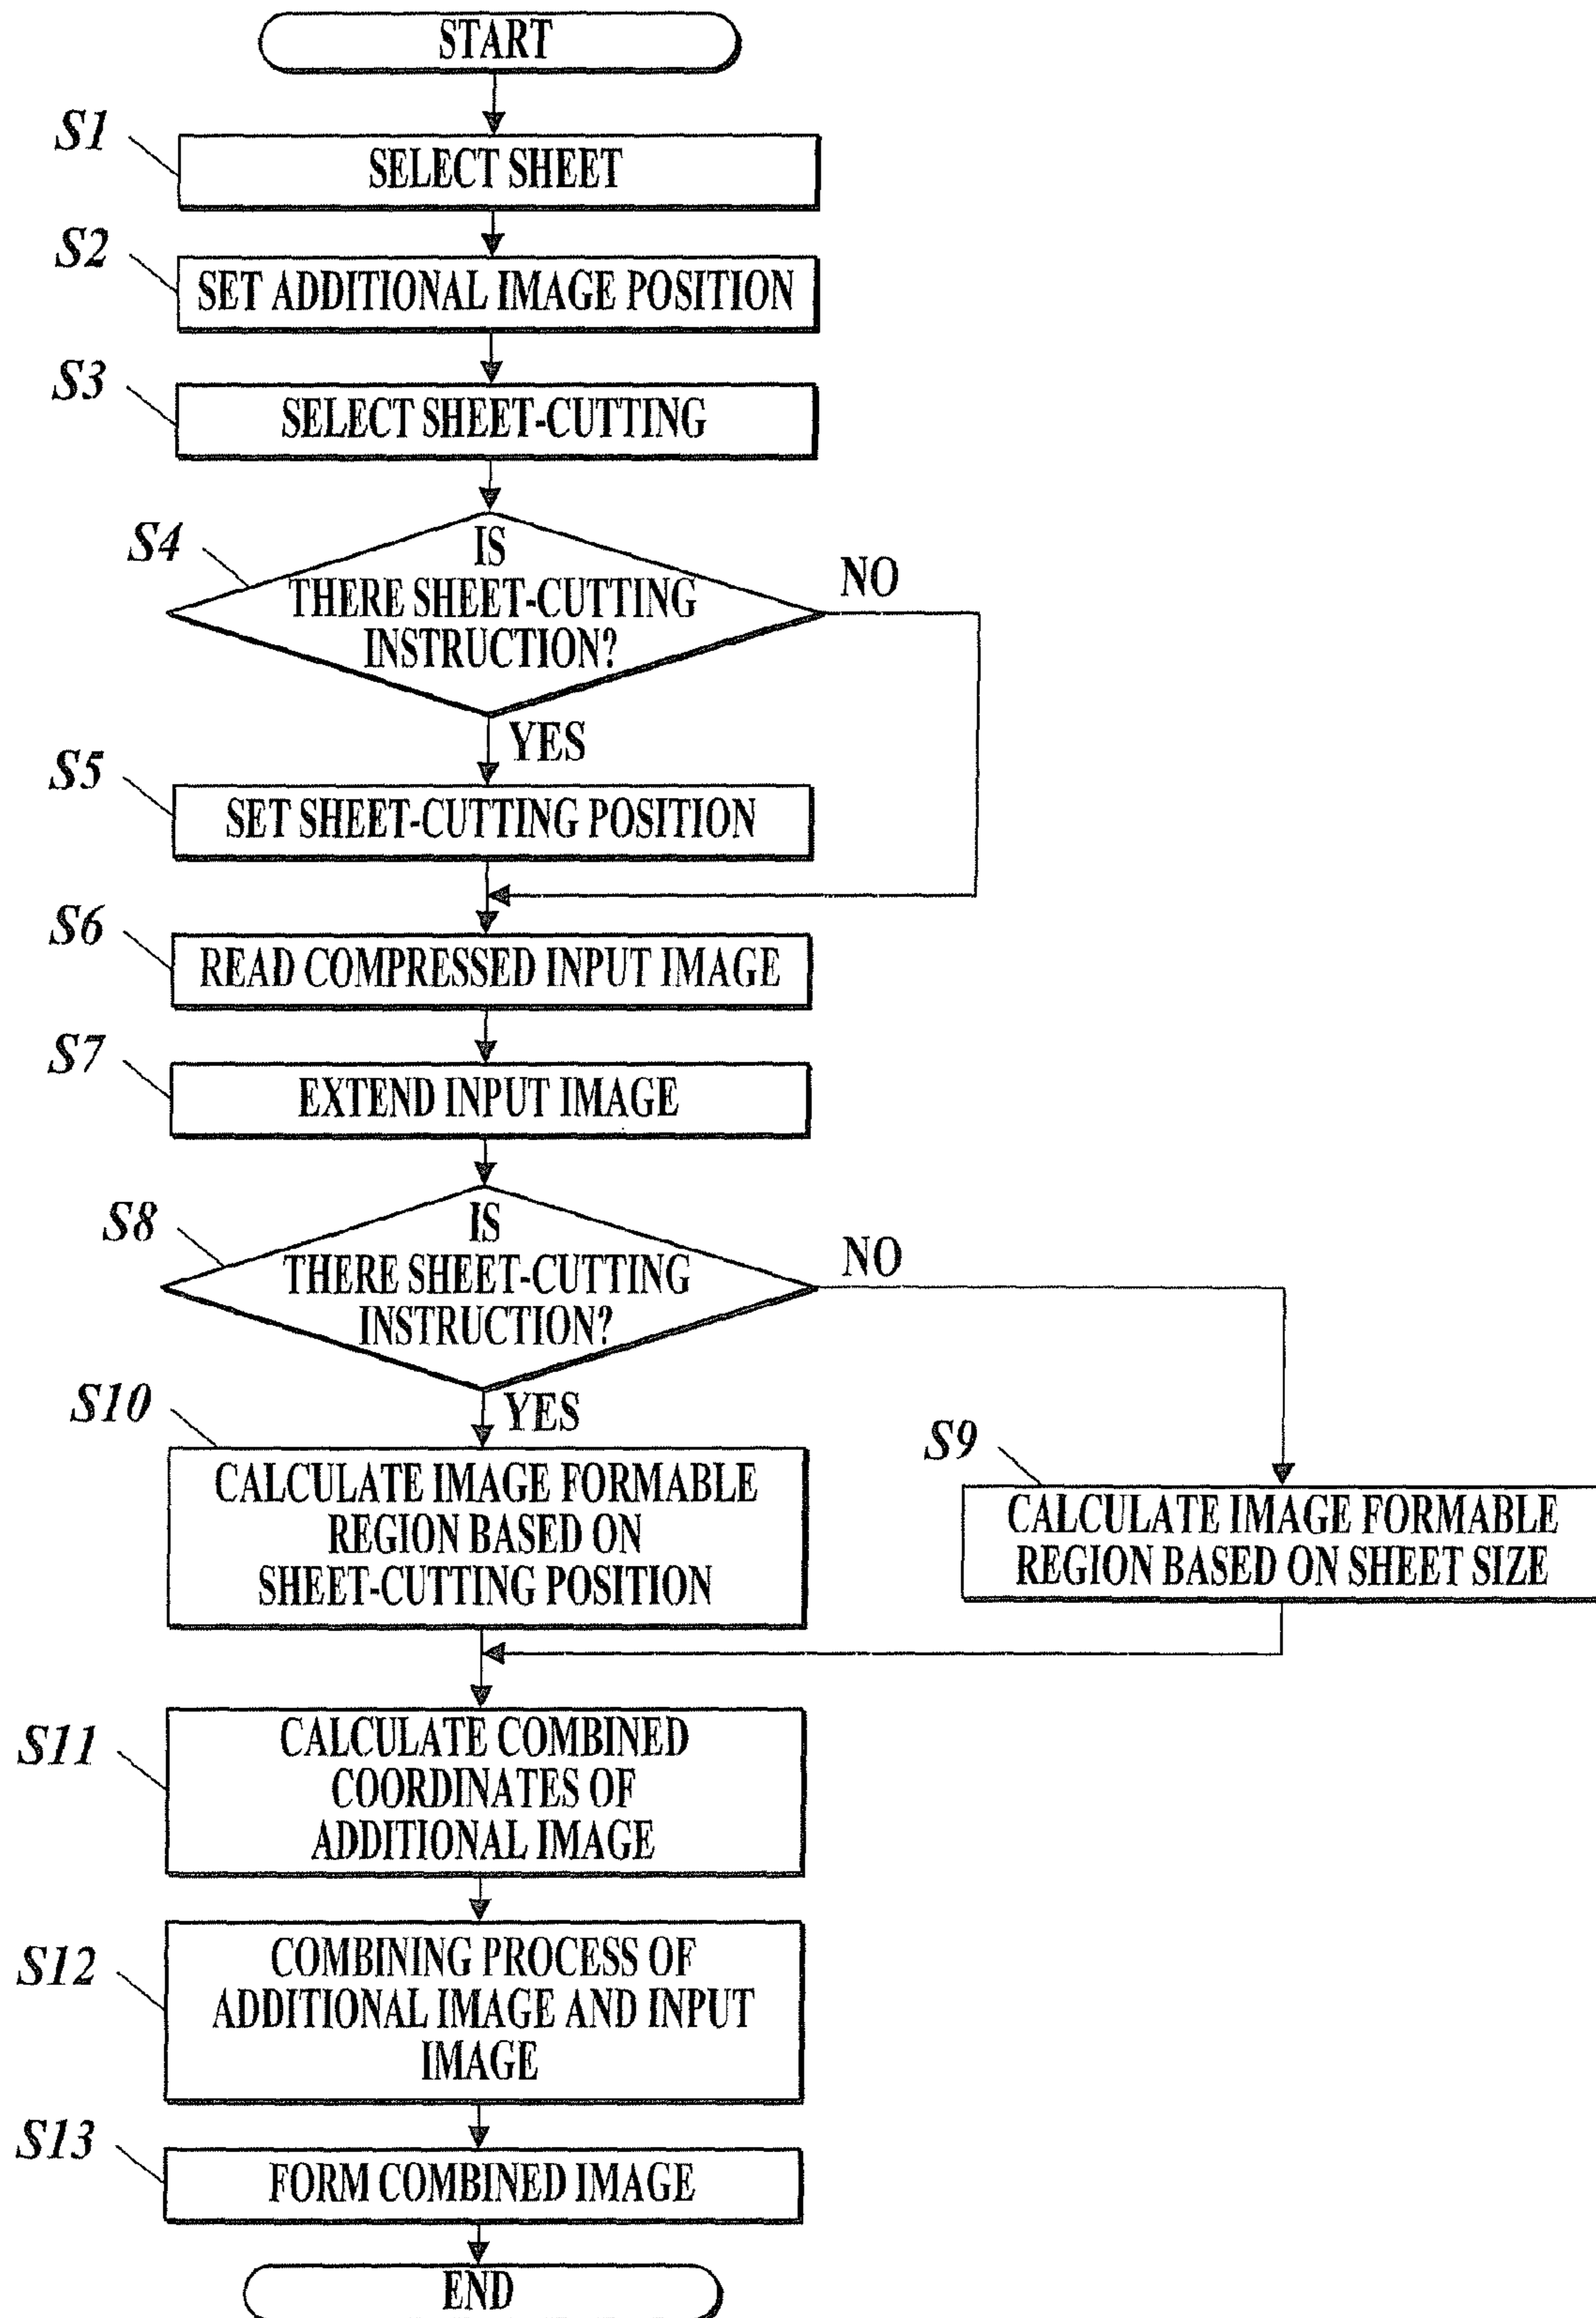 START
S1
SELECT SHEET
S2
SET ADDITIONAL IMAGE POSITION
S3
SELECT SHEET-CUTTING
S4
IS
THERE SHEET-CUTTING
INSTRUCTION?
NO
YES
S5
SET SHEET-CUTTING POSITION
S6
READ COMPRESSED INPUT IMAGE
S7
EXTEND INPUT IMAGE
S8
IS
THERE SHEET-CUTTING
INSTRUCTION?
NO
YES
S10
CALCULATE IMAGE FORMABLE
REGION BASED ON
SHEET-CUTTING POSITION
S9
CALCULATE IMAGE FORMABLE
REGION BASED ON SHEET SIZE
S11
CALCULATE COMBINED
COORDINATES OF
ADDITIONAL IMAGE
S12
COMBINING PROCESS OF
ADDITIONAL IMAGE AND INPUT
IMAGE
S13
FORM COMBINED IMAGE
END